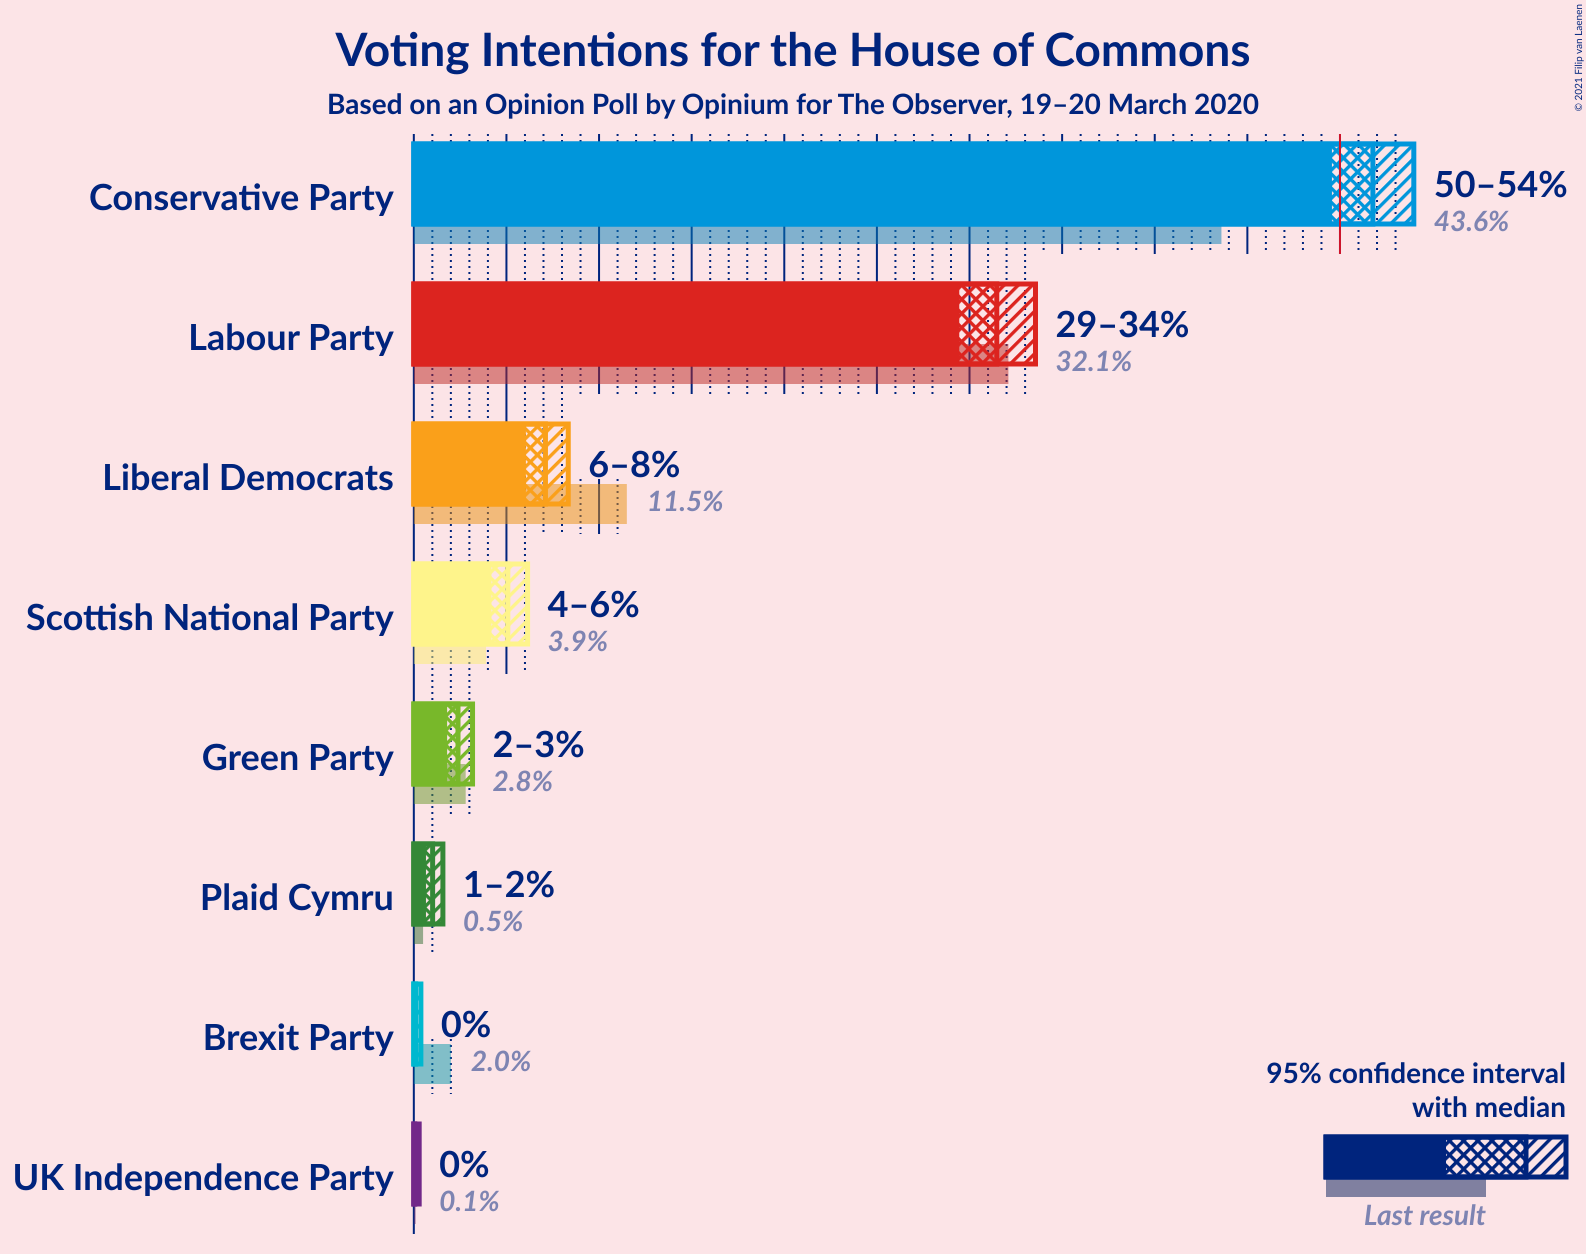 Voting Intentions for the House of Commons
Based on an Opinion Poll by Opinium for The Observer, 19–20 March 2020
© 2021 Filip van Laenen
Conservative Party
50–54%
43.6%
Labour Party
29–34%
32.1%
Liberal Democrats
6–8%
11.5%
Scottish National Party
4–6%
3.9%
Green Party
2–3%
2.8%
Plaid Cymru
1–2%
0.5%
Brexit Party
0%
2.0%
UK Independence Party
0%
0.1%
95% confidence interval
with median
Last result